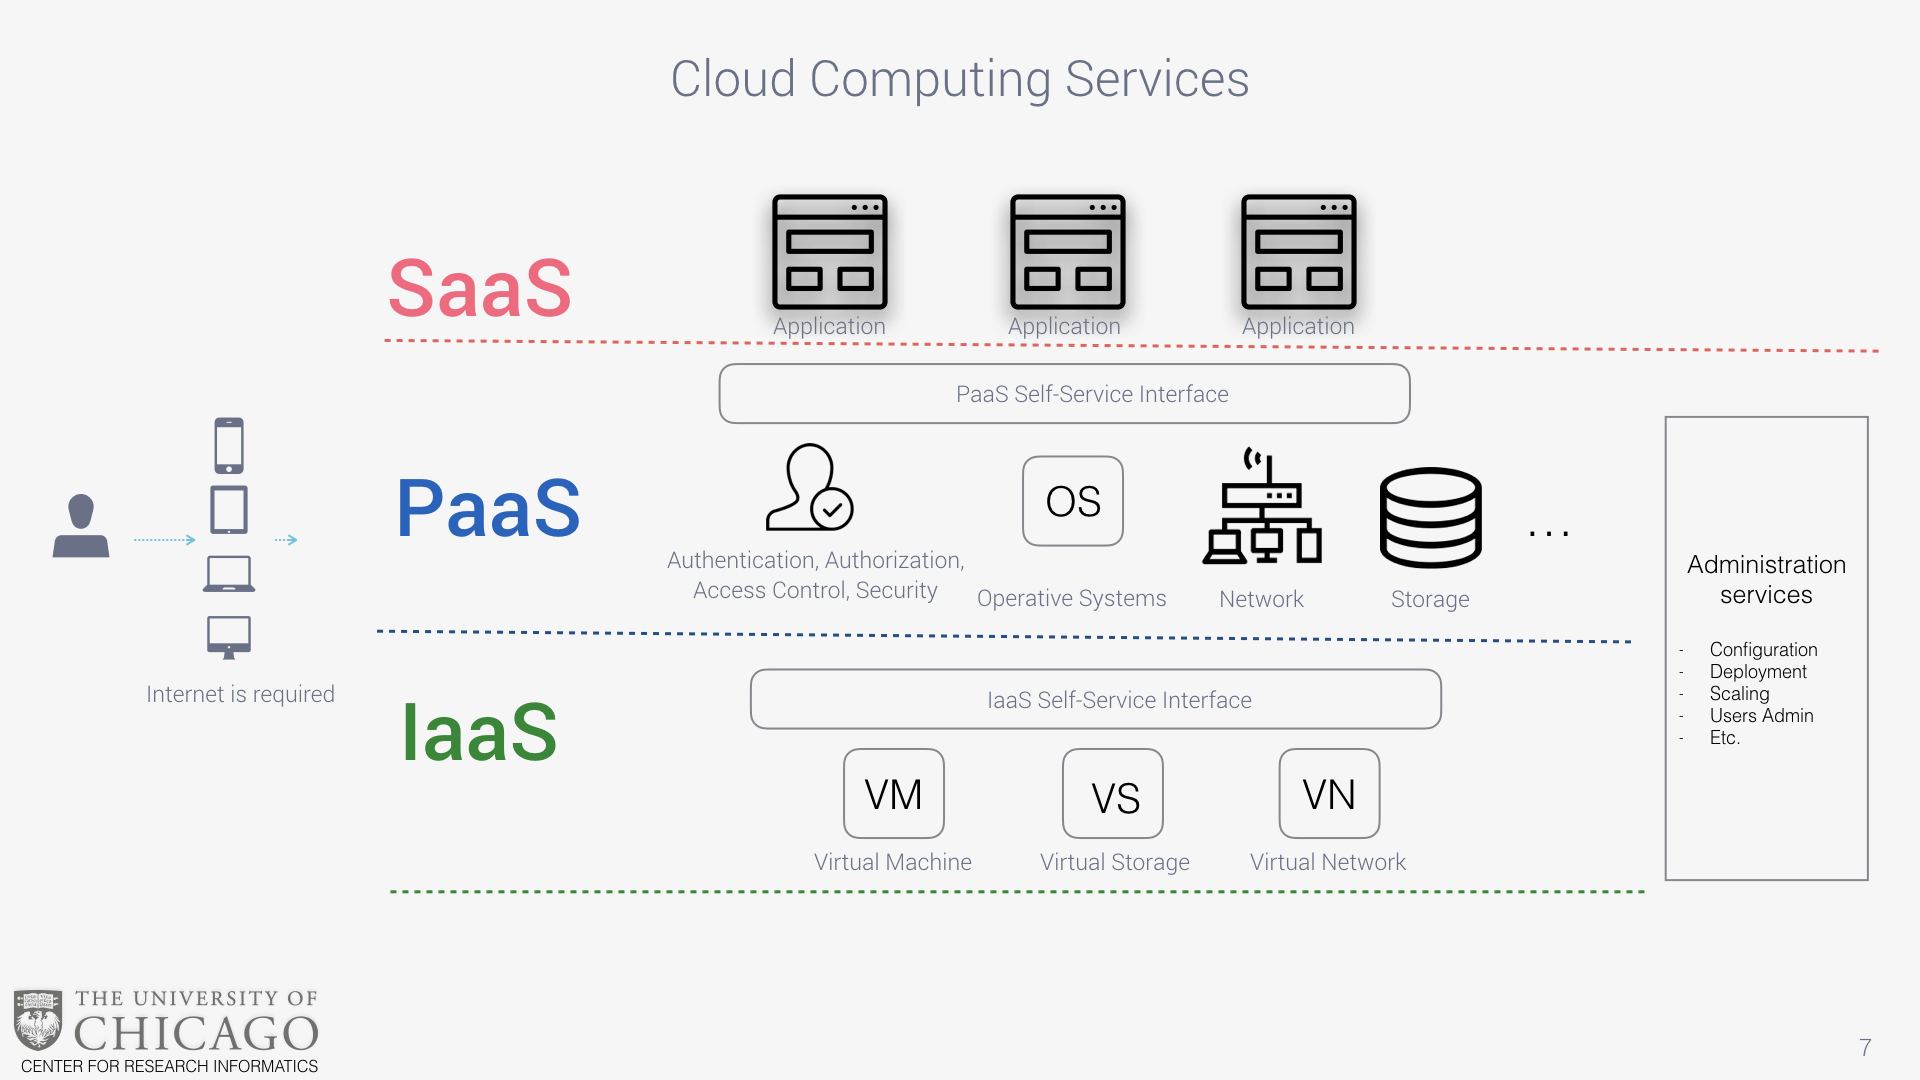 Cloud Computing Services
SaaS
Application
Application
Application
PaaS Self-Service Interface
PaaS
OS
Authentication, Authorization,
Access Control, Security
Operative Systems
Network
Storage
...
Internet is required
IaaS Self-Service Interface
IaaS
VM
VS
VN
Virtual Machine
Virtual Storage
Virtual Network
Administration
services
- Configuration
- Deployment
- Scaling
- Users Admin
- Etc.
THE UNIVERSITY OF
CHICAGO
CENTER FOR RESEARCH INFORMATICS
7